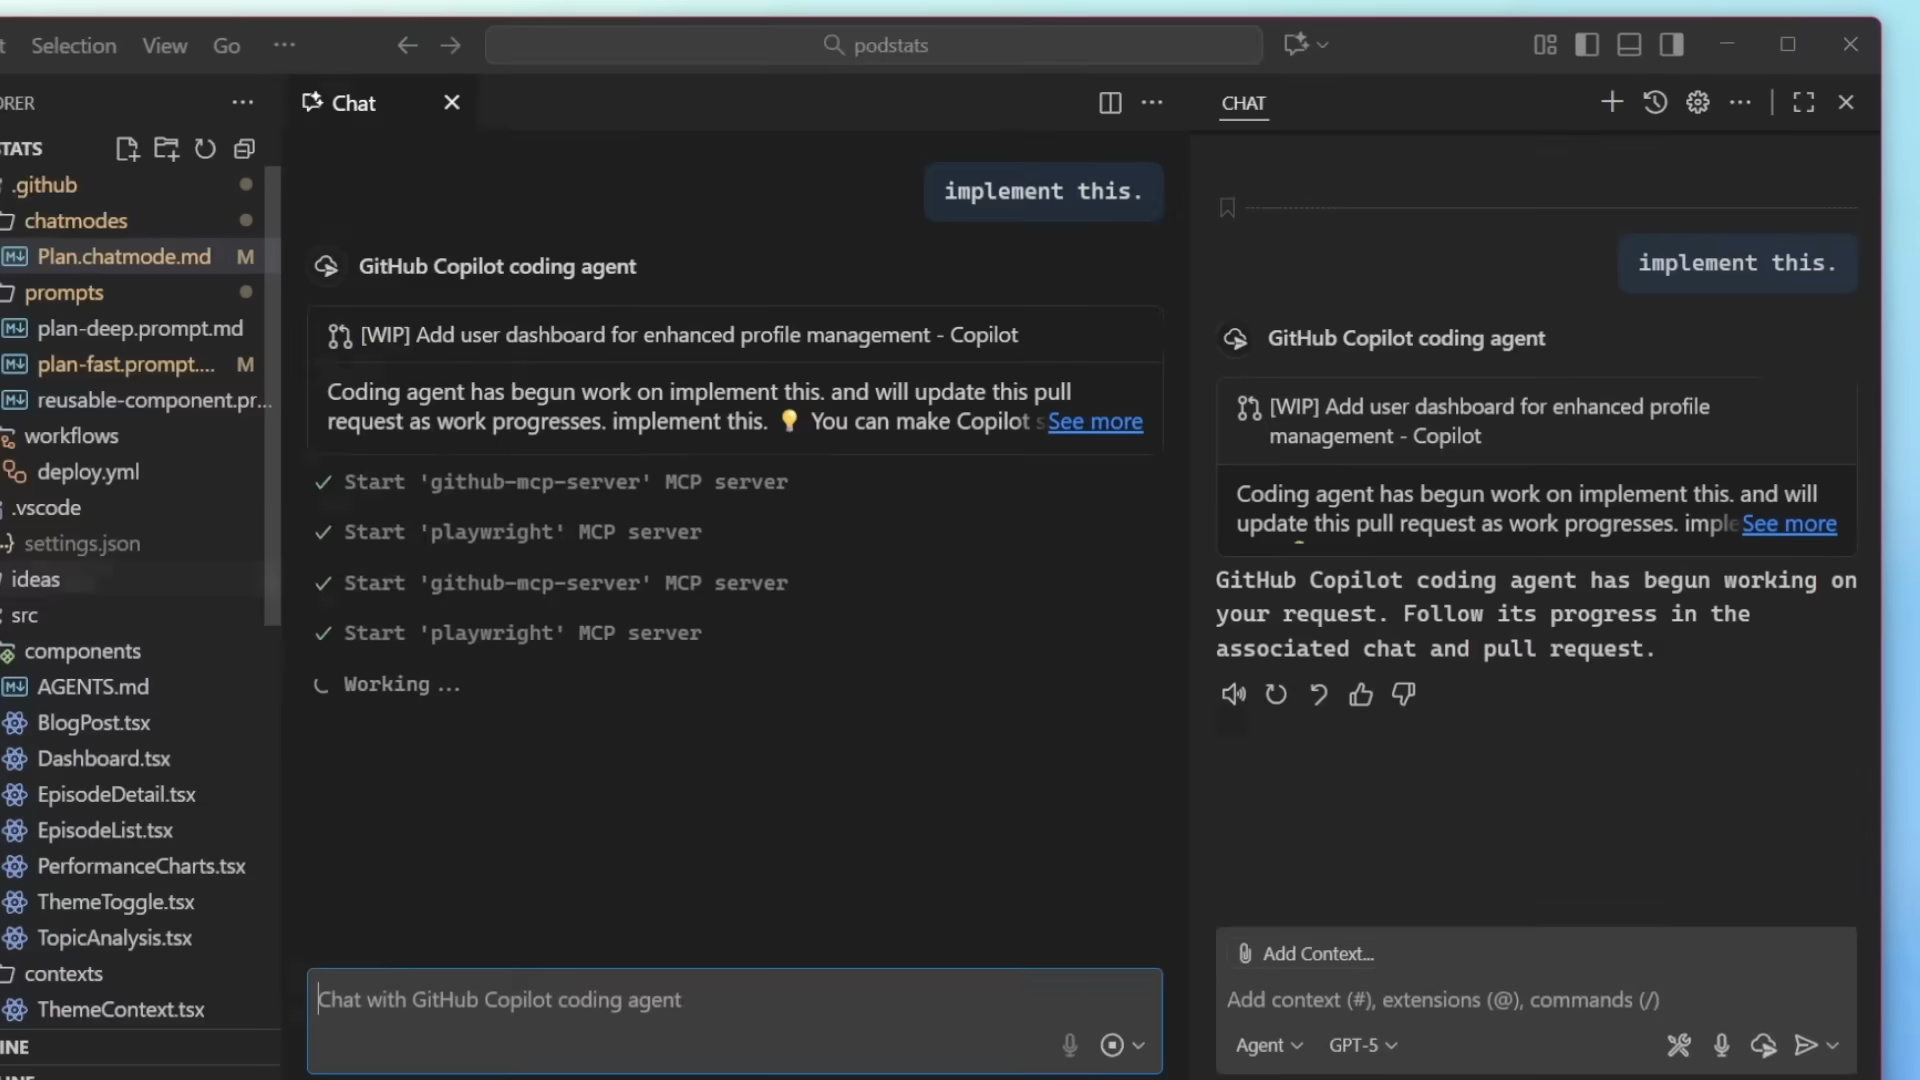 t Selection View Go ···
podstats
ORER
TATS
.github
chatmodes
Plan.chatmode.md M
prompts
plan-deep.prompt.md
plan-fast.prompt.... M
reusable-component.pr...
workflows
deploy.yml
.vscode
settings.json
ideas
src
components
AGENTS.md
BlogPost.tsx
Dashboard.tsx
EpisodeDetail.tsx
EpisodeList.tsx
PerformanceCharts.tsx
ThemeToggle.tsx
TopicAnalysis.tsx
contexts
ThemeContext.tsx
INE
Chat
implement this.
GitHub Copilot coding agent
[WIP] Add user dashboard for enhanced profile management - Copilot
Coding agent has begun work on implement this. and will update this pull
request as work progresses. implement this. 💡 You can make Copilot s See more
Start 'github-mcp-server' MCP server
Start 'playwright' MCP server
Start 'github-mcp-server' MCP server
Start 'playwright' MCP server
Working ...
Chat with GitHub Copilot coding agent
CHAT
implement this.
GitHub Copilot coding agent
[WIP] Add user dashboard for enhanced profile
management - Copilot
Coding agent has begun work on implement this. and will
update this pull request as work progresses. imple See more
GitHub Copilot coding agent has begun working on
your request. Follow its progress in the
associated chat and pull request.
Add Context...
Add context (#), extensions (@), commands (/)
Agent GPT-5